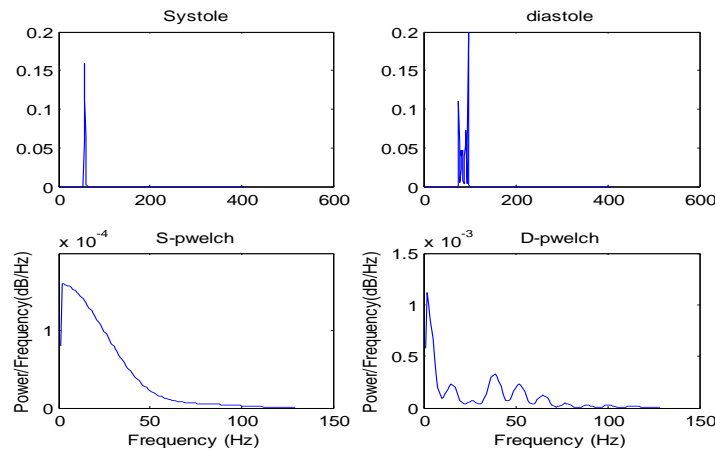 Systole
0.2
0.15
0.1
0.05
0
0 200 400 600
diastole
0.2
0.15
0.1
0.05
0
0 200 400 600
S-pwelch
x 10^-4
Power/Frequency(dB/Hz)
1
0
0 50 100 150
Frequency (Hz)
D-pwelch
x 10^-3
Power/Frequency(dB/Hz)
1.5
1
0.5
0
0 50 100 150
Frequency (Hz)